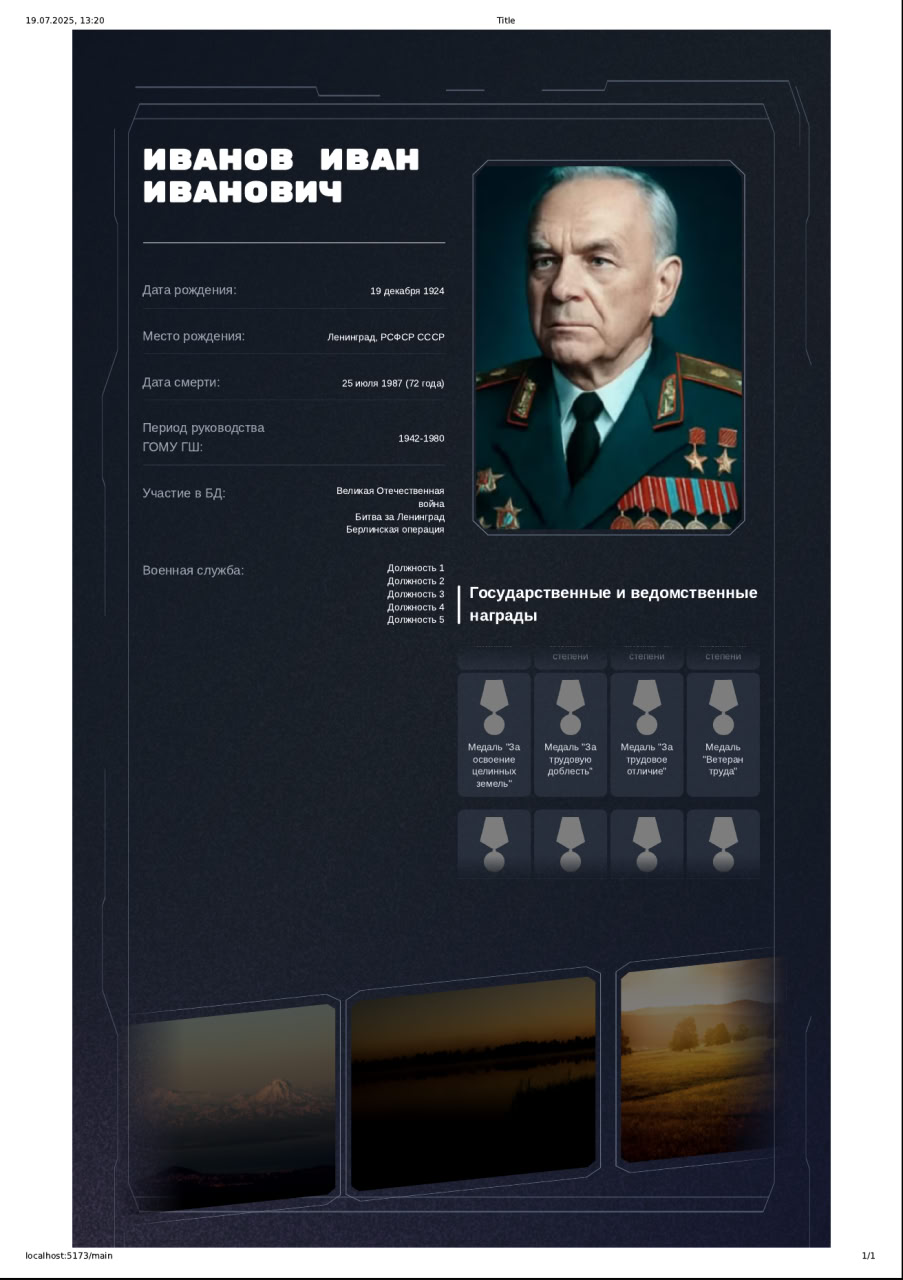 19.07.2025, 13:20
Title
ИВАНОВ ИВАН
ИВАНОВИЧ
Дата рождения:
19 декабря 1924
Место рождения:
Ленинград, РСФСР СССР
Дата смерти:
25 июля 1987 (72 года)
Период руководства
ГОМУ ГШ:
1942-1980
Участие в БД:
Великая Отечественная
война
Битва за Ленинград
Берлинская операция
Военная служба:
Должность 1
Должность 2
Должность 3
Должность 4
Должность 5
Государственные и ведомственные
награды
степени
степени
степени
Медаль "За
освоение
целинных
земель"
Медаль "За
трудовую
доблесть"
Медаль "За
трудовое
отличие"
Медаль
"Ветеран
труда"
localhost:5173/main
1/1